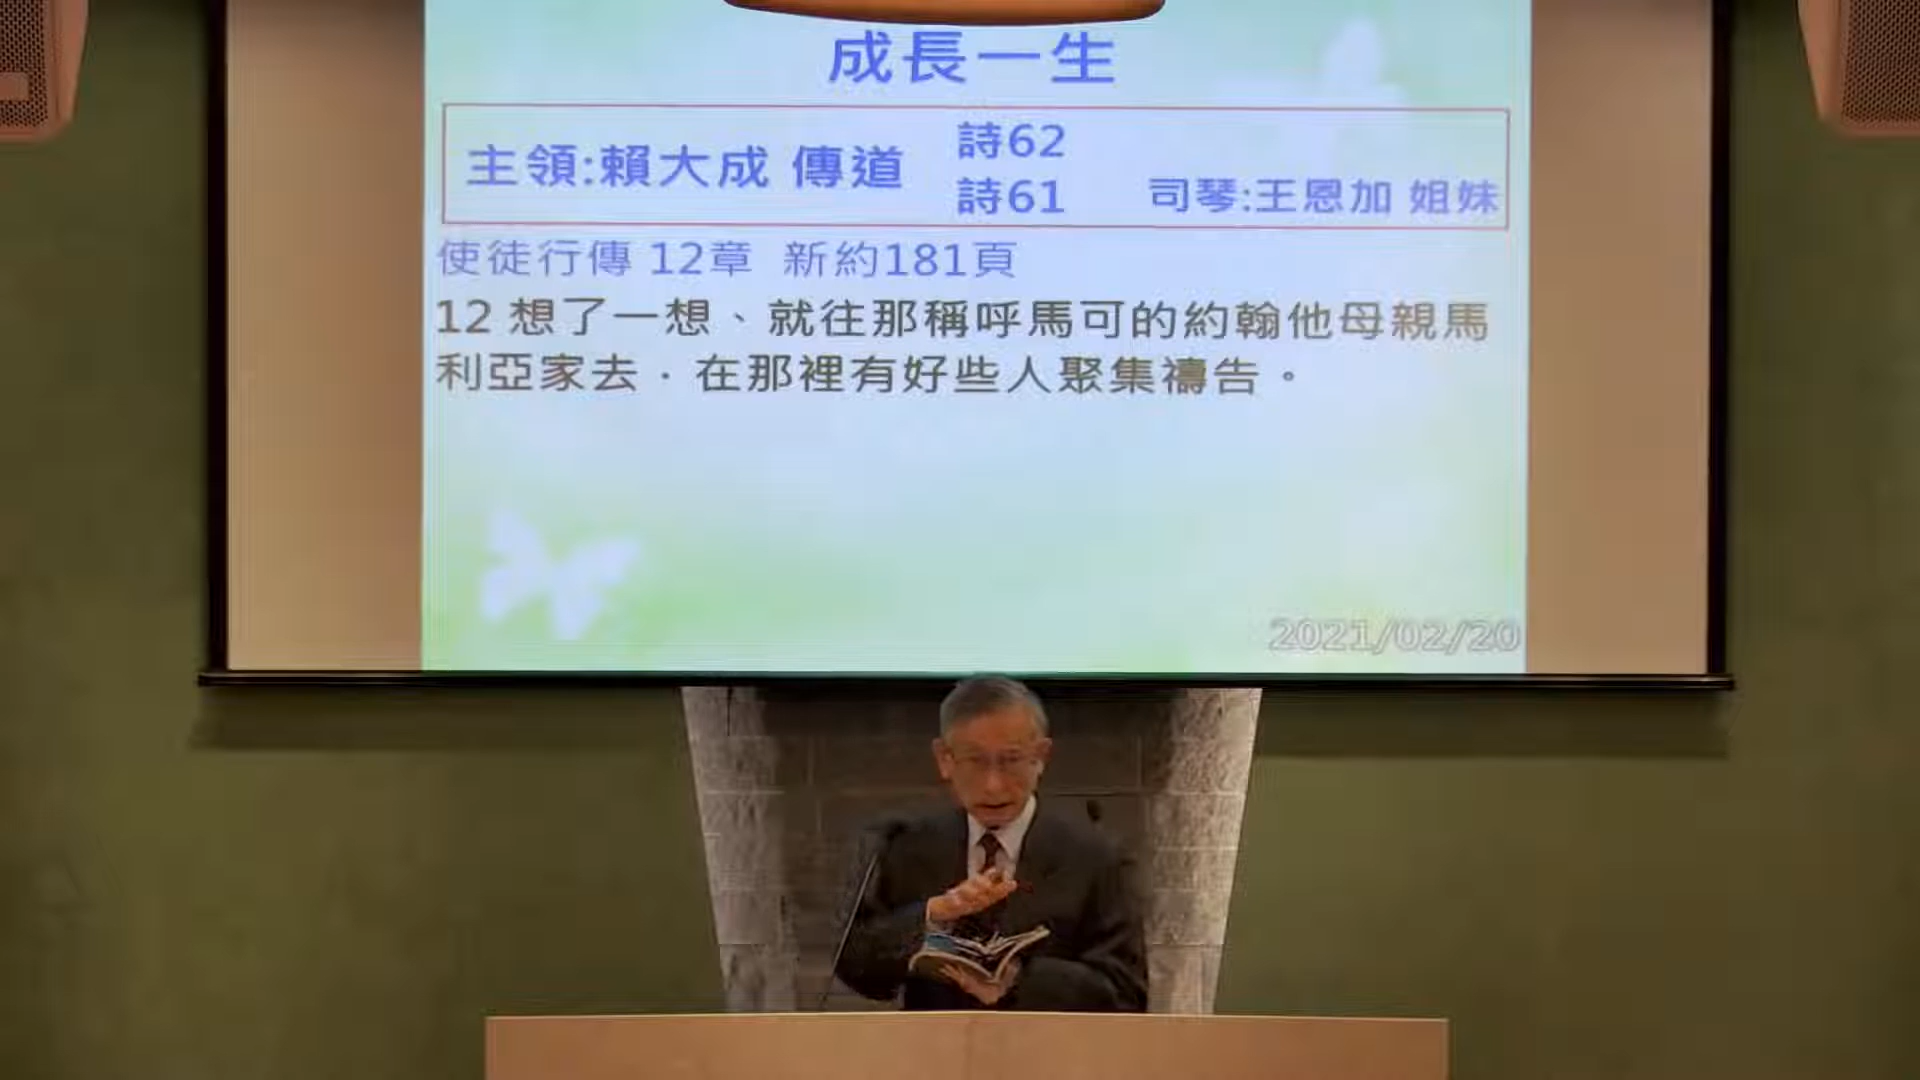 成長一生
主領:賴大成 傳道
詩62
詩61
司琴:王恩加 姐妹
使徒行傳 12章 新約181頁
12 想了一想、就往那稱呼馬可的約翰他母親馬
利亞家去．在那裡有好些人聚集禱告。
2021/02/20